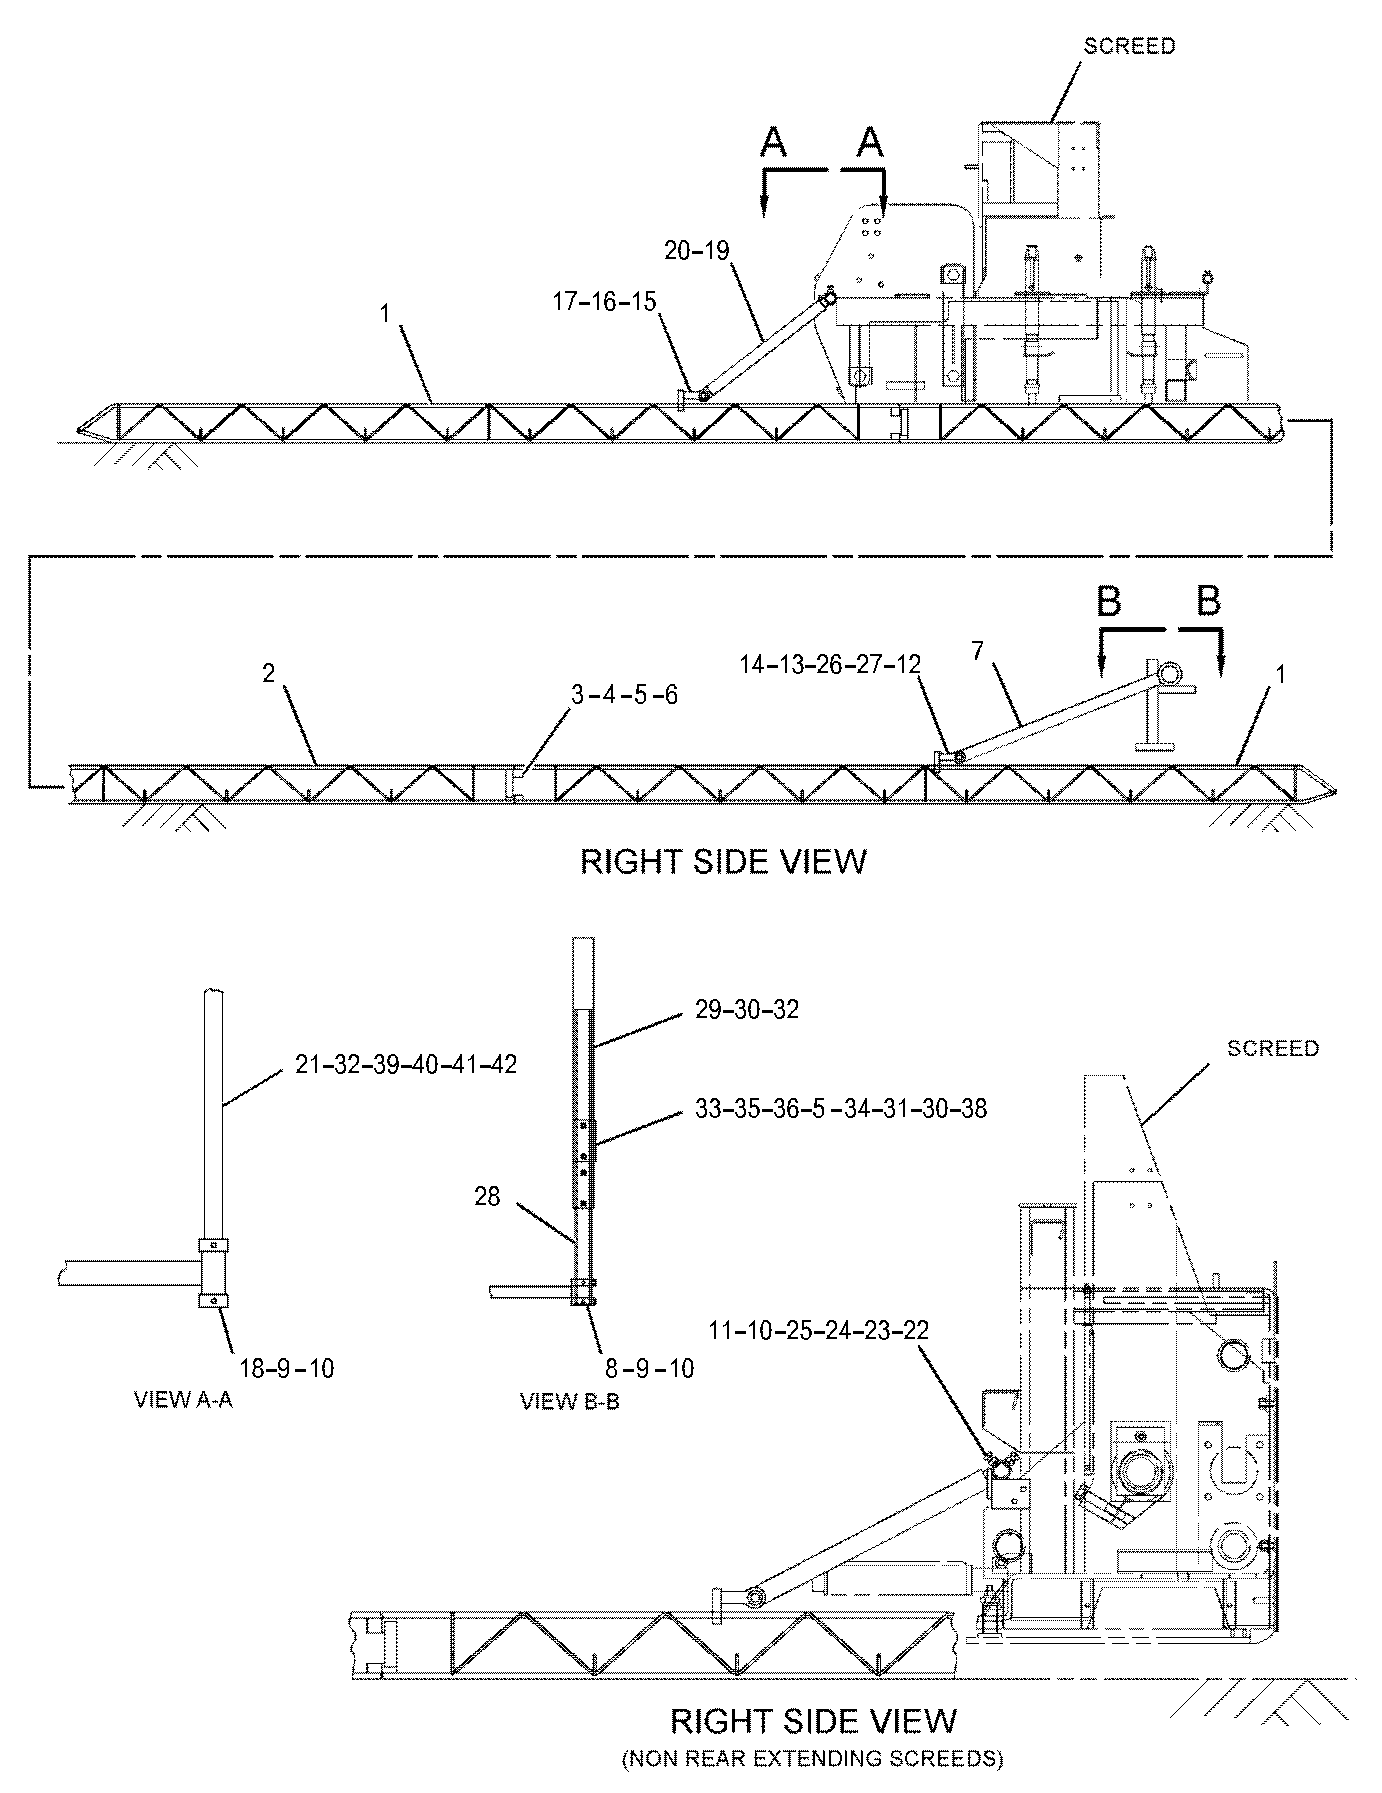 SCREED
A A
20-19
17-16-15
1
B B
7
14-13-26-27-12
2
3-4-5-6
1
RIGHT SIDE VIEW
29-30-32
21-32-39-40-41-42
SCREED
33-35-36-5-34-31-30-38
28
11-10-25-24-23-22
18-9-10
8-9-10
VIEW A-A
VIEW B-B
RIGHT SIDE VIEW
(NON REAR EXTENDING SCREEDS)